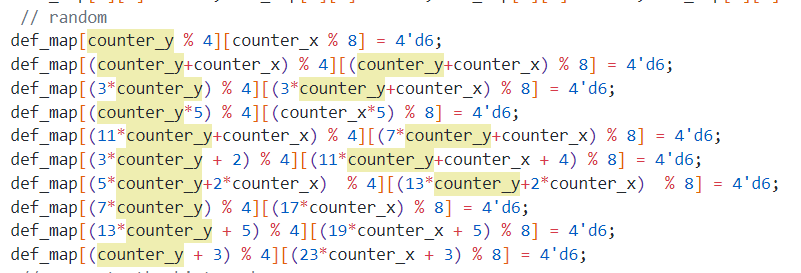 // random
def_map[counter_y % 4][counter_x % 8] = 4'd6;
def_map[(counter_y+counter_x) % 4][(counter_y+counter_x) % 8] = 4'd6;
def_map[(3*counter_y) % 4][(3*counter_y+counter_x) % 8] = 4'd6;
def_map[(counter_y*5) % 4][(counter_x*5) % 8] = 4'd6;
def_map[(11*counter_y+counter_x) % 4][(7*counter_y+counter_x) % 8] = 4'd6;
def_map[(3*counter_y + 2) % 4][(11*counter_y+counter_x + 4) % 8] = 4'd6;
def_map[(5*counter_y+2*counter_x)  % 4][(13*counter_y+2*counter_x)  % 8] = 4'd6;
def_map[(7*counter_y) % 4][(17*counter_x) % 8] = 4'd6;
def_map[(13*counter_y + 5) % 4][(19*counter_x + 5) % 8] = 4'd6;
def_map[(counter_y + 3) % 4][(23*counter_x + 3) % 8] = 4'd6;